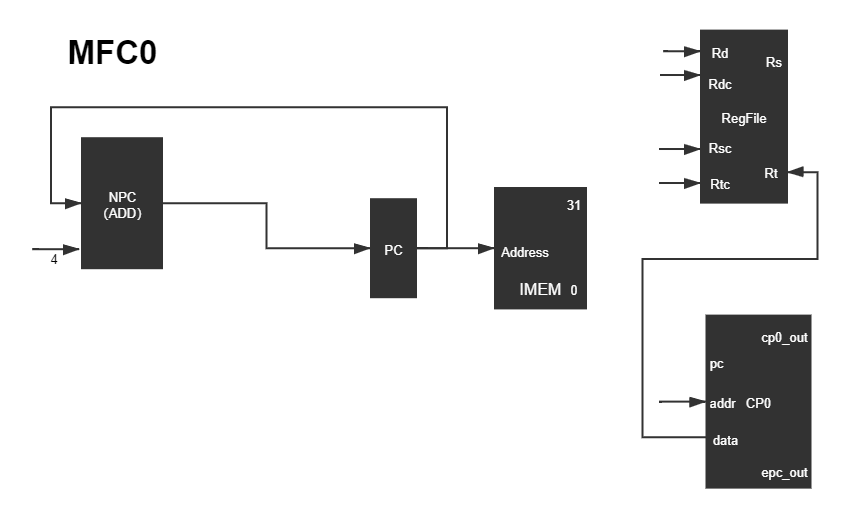 MFC0
NPC
(ADD)
4
PC
31
Address
IMEM 0
Rd
Rs
Rdc
RegFile
Rsc
Rt
Rtc
cp0_out
pc
addr CP0
data
epc_out